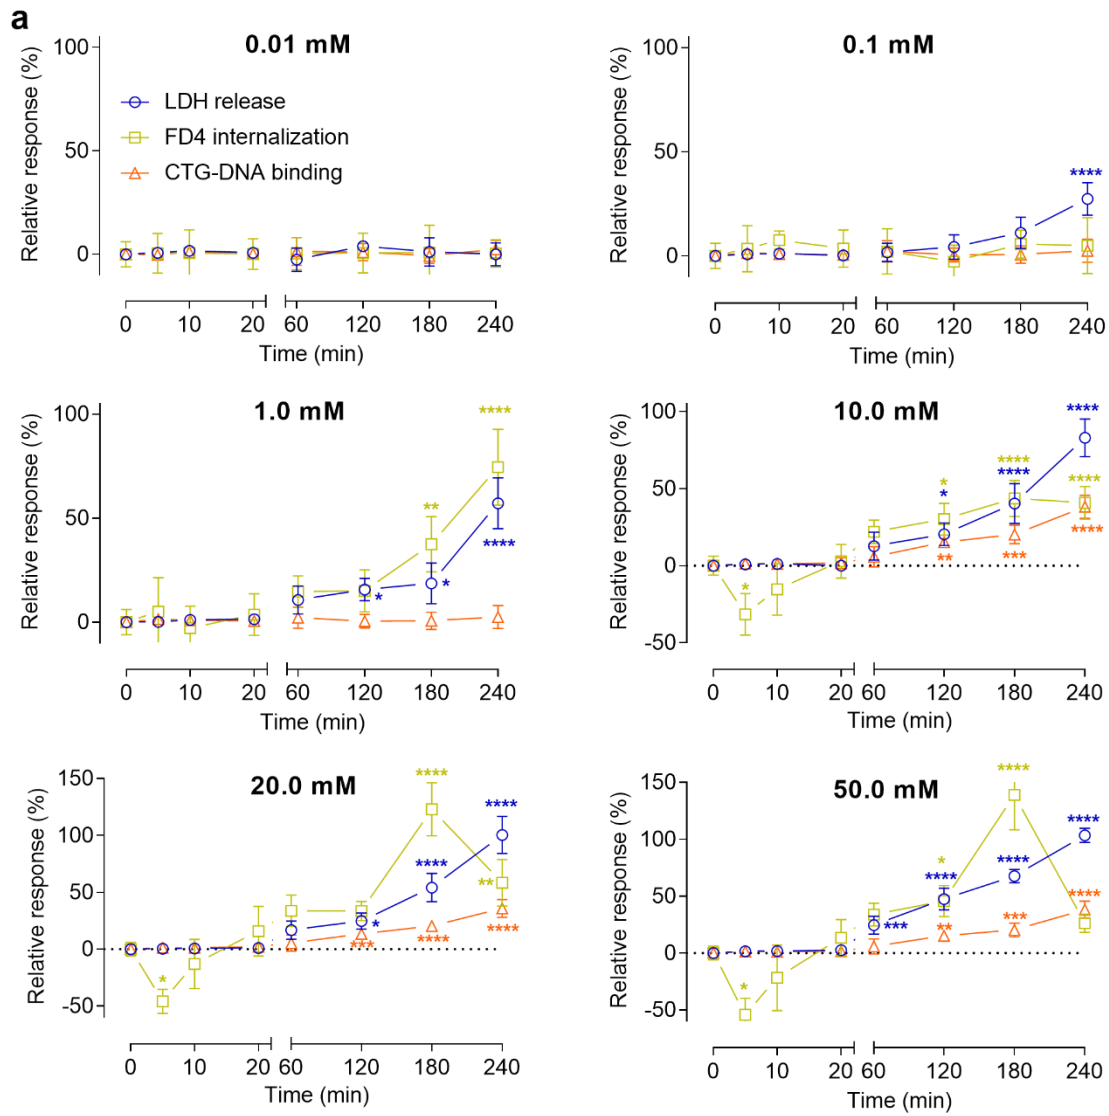 a
0.01 mM
Relative response (%)
100
50
0
LDH release
FD4 internalization
CTG-DNA binding
0 10 20 60 120 180 240
Time (min)
0.1 mM
Relative response (%)
100
50
0
****
0 10 20 60 120 180 240
Time (min)
1.0 mM
Relative response (%)
100
50
0
****
**
****
*
*
0 10 20 60 120 180 240
Time (min)
10.0 mM
Relative response (%)
100
50
0
-50
****
****
****
****
*
*
****
**
***
*
0 10 20 60 120 180 240
Time (min)
20.0 mM
Relative response (%)
150
100
50
0
-50
****
****
****
**
*
***
****
****
*
0 10 20 60 120 180 240
Time (min)
50.0 mM
Relative response (%)
150
100
50
0
-50
****
****
*
****
****
****
***
***
**
*
0 10 20 60 120 180 240
Time (min)